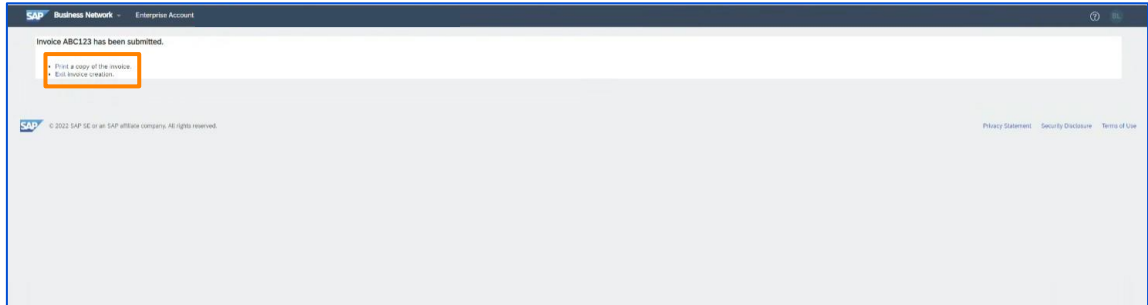 SAP Business Network Enterprise Account
Invoice ABC123 has been submitted.
• Print a copy of the invoice.
• Exit invoice creation.
SAP © 2022 SAP SE or an SAP affiliate company. All rights reserved. Privacy Statement Security Disclosure Terms of Use